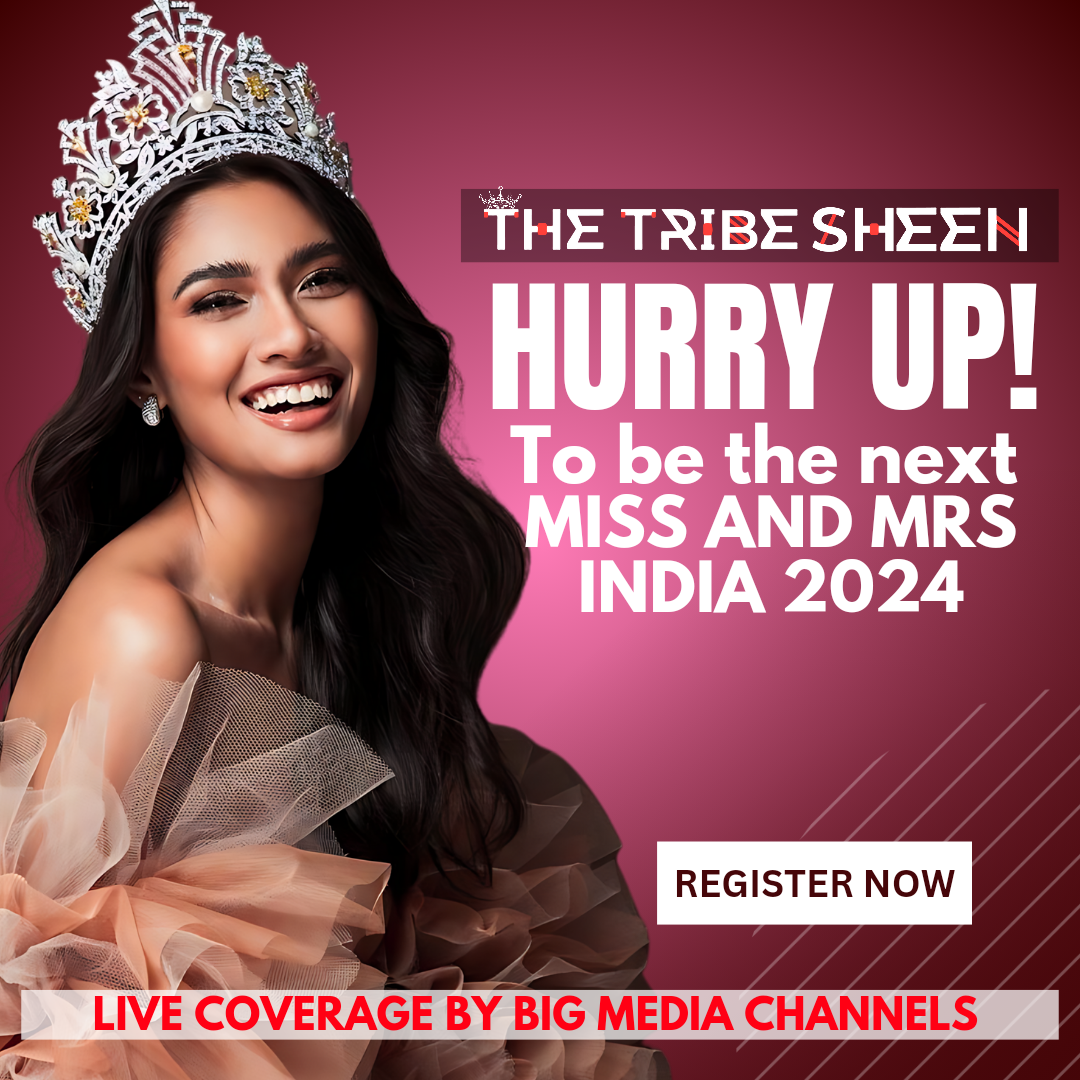 THE TRIBE SHEEN
HURRY UP!
To be the next
MISS AND MRS
INDIA 2024
REGISTER NOW
LIVE COVERAGE BY BIG MEDIA CHANNELS